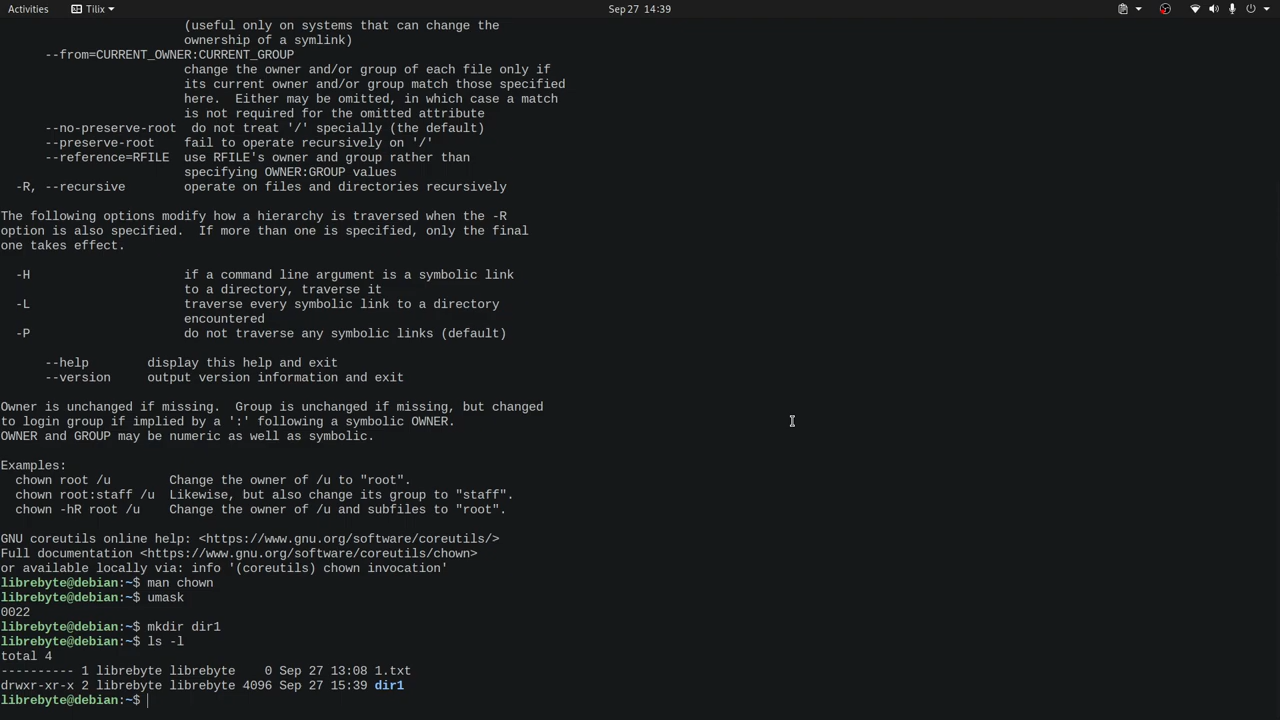 Activities Tilix Sep 27 14:39
(useful only on systems that can change the
ownership of a symlink)
--from=CURRENT_OWNER:CURRENT_GROUP
change the owner and/or group of each file only if
its current owner and/or group match those specified
here.  Either may be omitted, in which case a match
is not required for the omitted attribute
--no-preserve-root  do not treat '/' specially (the default)
--preserve-root    fail to operate recursively on '/'
--reference=RFILE  use RFILE's owner and group rather than
specifying OWNER:GROUP values
-R, --recursive        operate on files and directories recursively
The following options modify how a hierarchy is traversed when the -R
option is also specified.  If more than one is specified, only the final
one takes effect.
-H                     if a command line argument is a symbolic link
to a directory, traverse it
-L                     traverse every symbolic link to a directory
encountered
-P                     do not traverse any symbolic links (default)
--help        display this help and exit
--version     output version information and exit
Owner is unchanged if missing.  Group is unchanged if missing, but changed
to login group if implied by a ':' following a symbolic OWNER.
OWNER and GROUP may be numeric as well as symbolic.
Examples:
chown root /u        Change the owner of /u to "root".
chown root:staff /u  Likewise, but also change its group to "staff".
chown -hR root /u    Change the owner of /u and subfiles to "root".
GNU coreutils online help: <https://www.gnu.org/software/coreutils/>
Full documentation <https://www.gnu.org/software/coreutils/chown>
or available locally via: info '(coreutils) chown invocation'
librebyte@debian:~$ man chown
librebyte@debian:~$ umask
0022
librebyte@debian:~$ mkdir dir1
librebyte@debian:~$ ls -l
total 4
---------- 1 librebyte librebyte    0 Sep 27 13:08 1.txt
drwxr-xr-x 2 librebyte librebyte 4096 Sep 27 15:39 dir1
librebyte@debian:~$